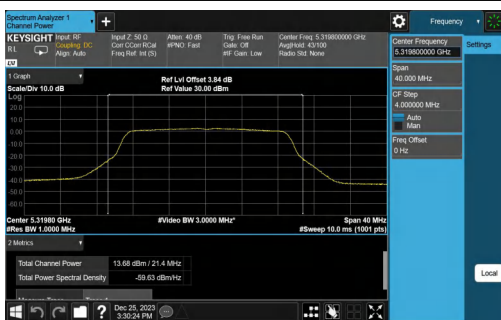 Spectrum Analyzer 1
Channel Power
Frequency
KEYSIGHT
RL
Input: RF
Coupling: DC
Align: Auto
Input Z: 50 Ω
Corr CCorr RCal
Freq Ref: Int (S)
Atten: 40 dB
#PNO: Fast
Trig: Free Run
Gate: Off
#IF Gain: Low
Center Freq: 5.319800000 GHz
Avg|Hold: 43/100
Radio Std: None
LW
Center Frequency
5.319800000 GHz
Settings
Span
40.000 MHz
CF Step
4.000000 MHz
Auto
Man
Freq Offset
0 Hz
Local
1 Graph
Scale/Div 10.0 dB
Ref Lvl Offset 3.84 dB
Ref Value 30.00 dBm
Log
20.0
10.0
0.00
-10.0
-20.0
-30.0
-40.0
-50.0
-60.0
Center 5.31980 GHz
#Video BW 3.0000 MHz*
Span 40 MHz
#Res BW 1.0000 MHz
#Sweep 10.0 ms (1001 pts)
2 Metrics
Total Channel Power 13.68 dBm / 21.4 MHz
Total Power Spectral Density -59.63 dBm/Hz
?
Dec 25, 2023
3:30:24 PM